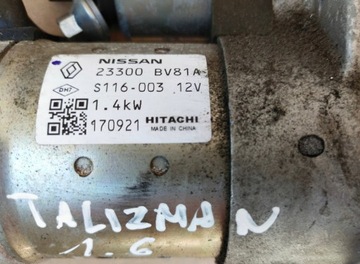 NISSAN
23300 BV81A
S116-003 12V
1.4kW
170921 HITACHI
MADE IN CHINA
TALIZMAN
1.6